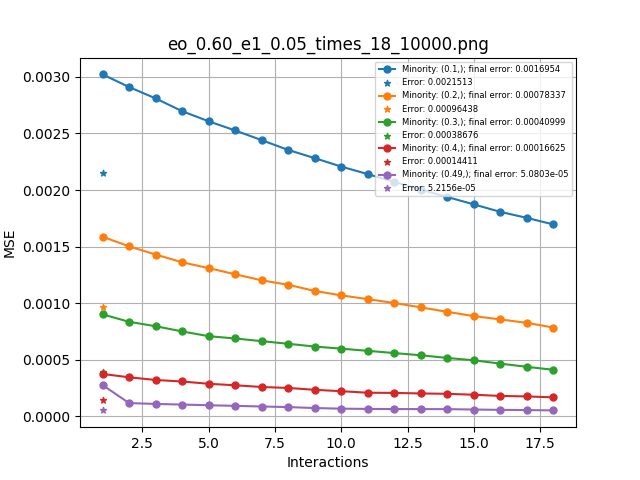 eo_0.60_e1_0.05_times_18_10000.png
MSE
0.0030
0.0025
0.0020
0.0015
0.0010
0.0005
0.0000
Minority: (0.1,); final error: 0.0016954
Error: 0.0021513
Minority: (0.2,); final error: 0.00078337
Error: 0.00096438
Minority: (0.3,); final error: 0.00040999
Error: 0.00038676
Minority: (0.4,); final error: 0.00016625
Error: 0.00014411
Minority: (0.49,); final error: 5.0803e-05
Error: 5.2156e-05
2.5 5.0 7.5 10.0 12.5 15.0 17.5
Interactions